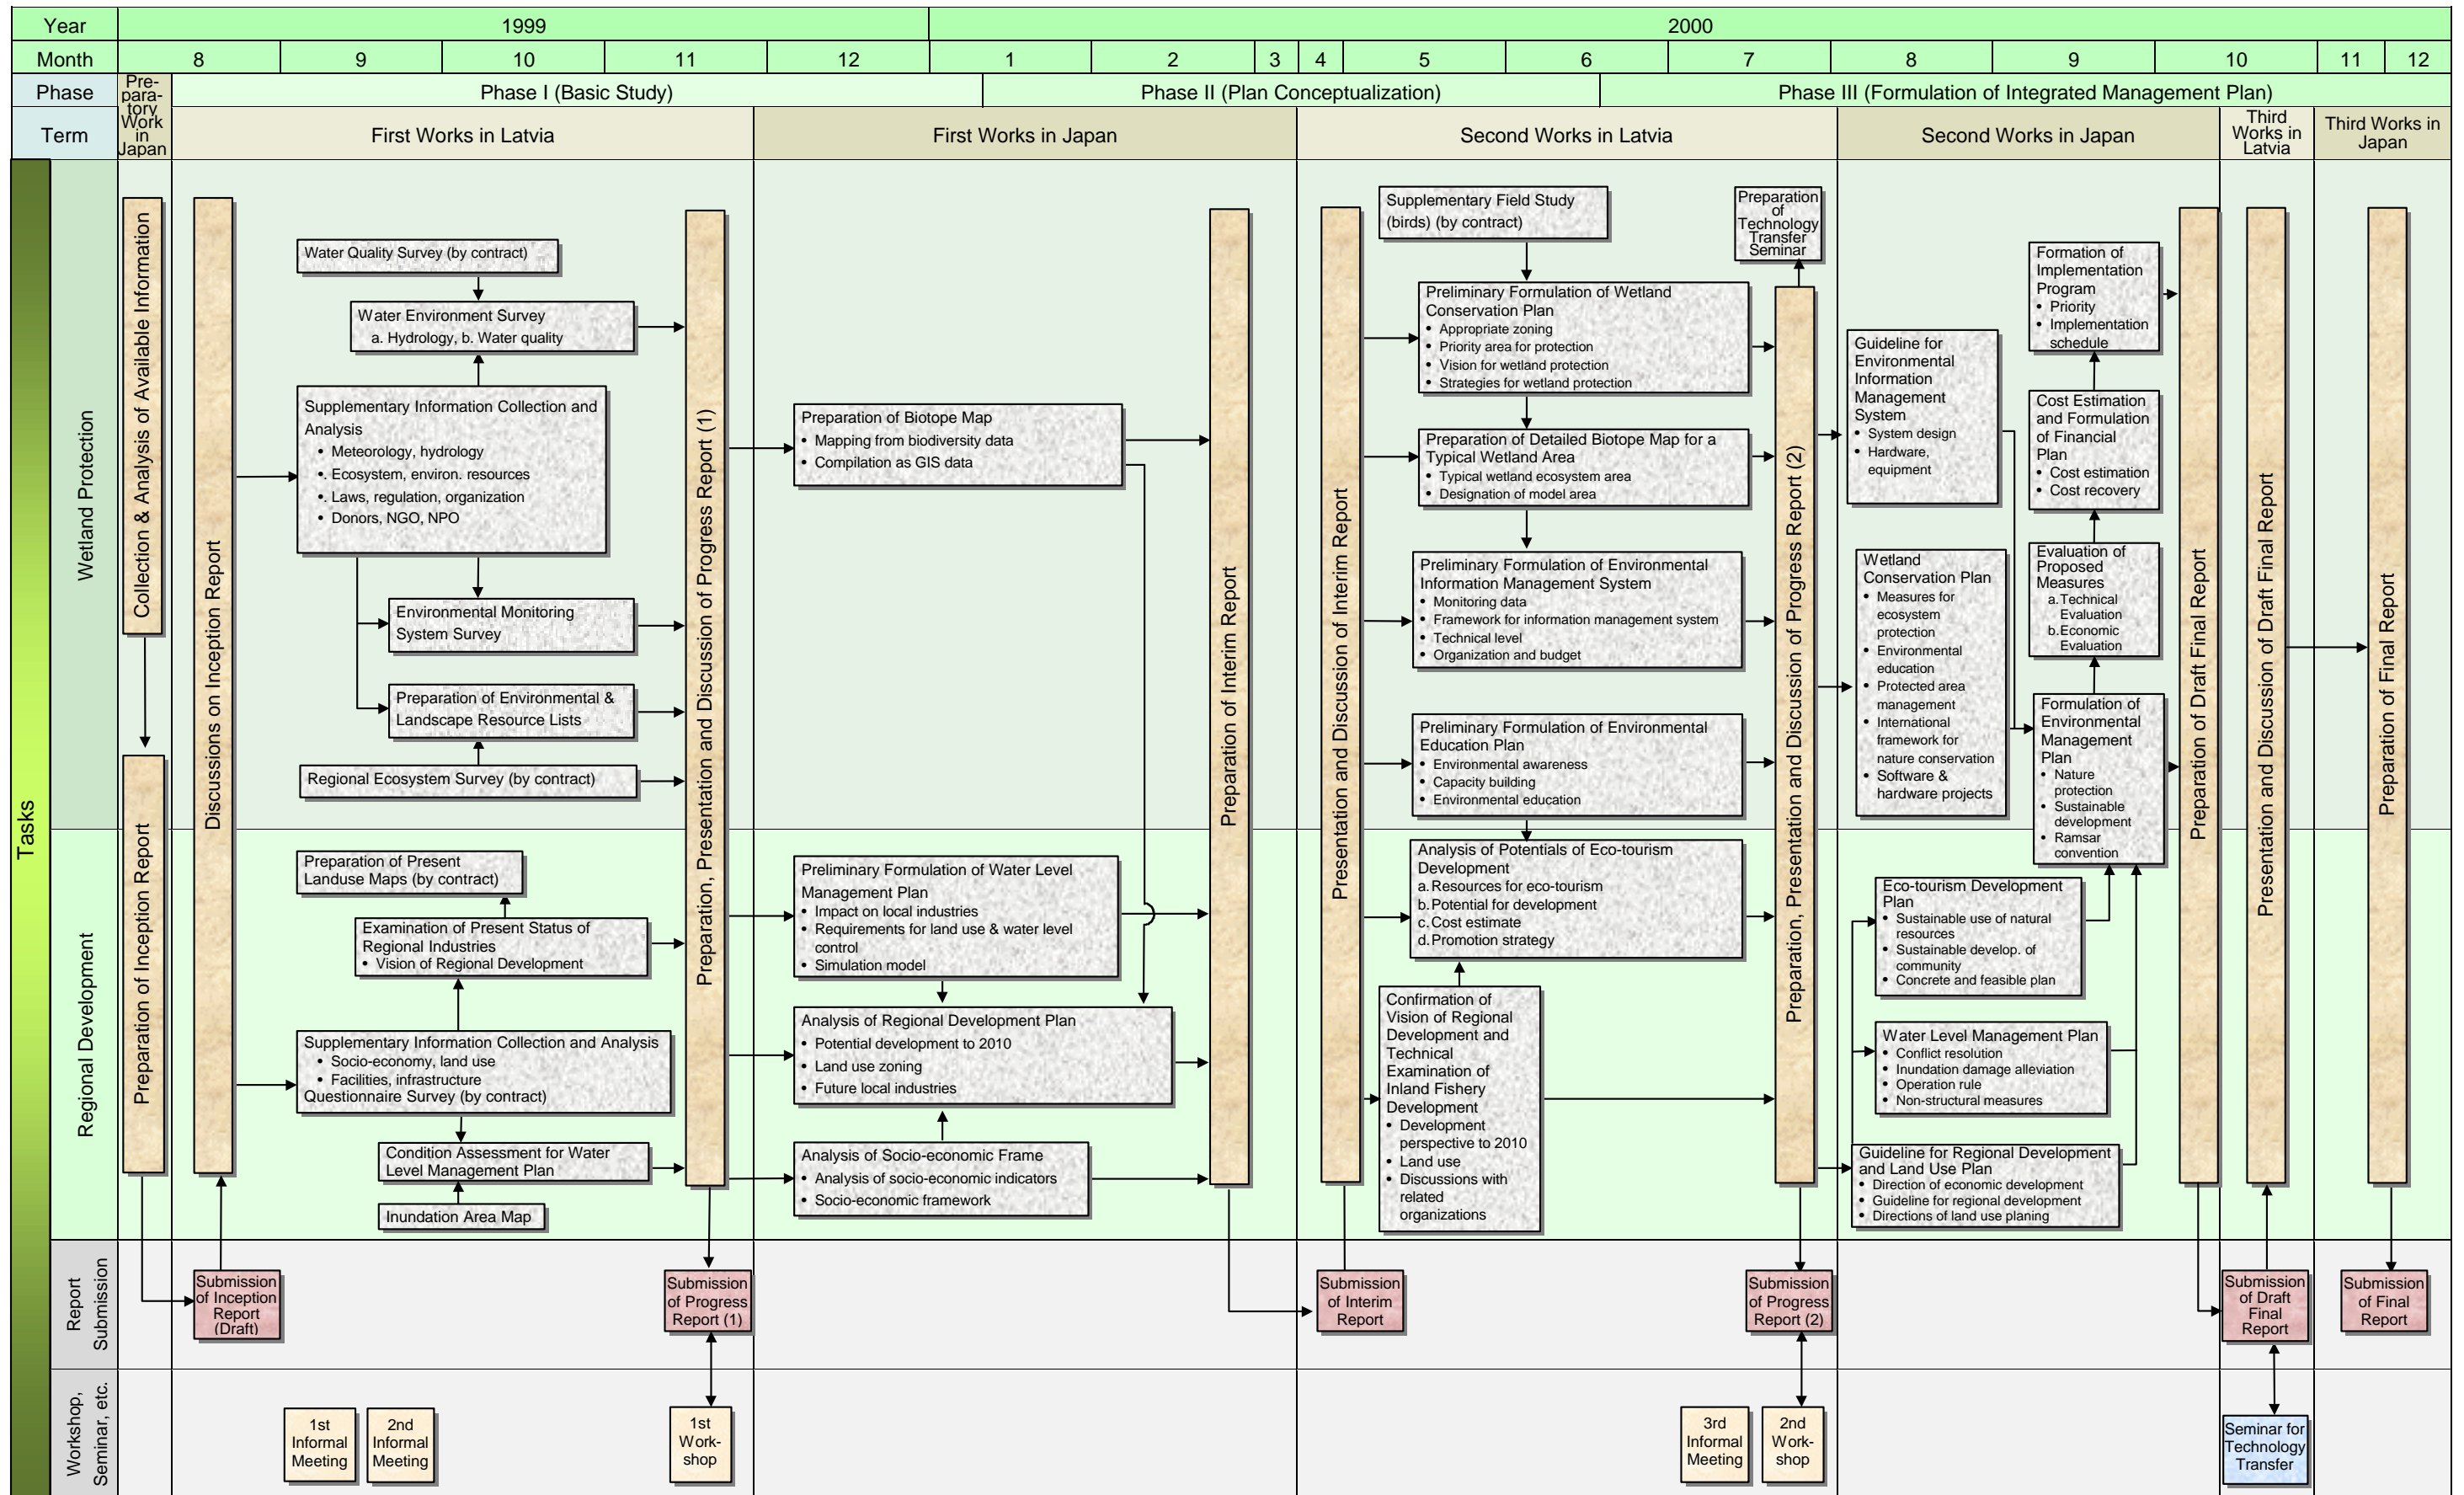 Year
1999
2000
Month
8
9
10
11
12
1
2
3
4
5
6
7
8
9
10
11
12
Phase
Pre-
para-
tory
Work
in
Japan
Phase I (Basic Study)
Phase II (Plan Conceptualization)
Phase III (Formulation of Integrated Management Plan)
Term
First Works in Latvia
First Works in Japan
Second Works in Latvia
Second Works in Japan
Third
Works in
Latvia
Third Works in
Japan
Tasks
Wetland Protection
Regional Development
Report
Submission
Workshop,
Seminar, etc.
Collection & Analysis of Available Information
Preparation of Inception Report
Discussions on Inception Report
Water Quality Survey (by contract)
Water Environment Survey
a. Hydrology, b. Water quality
Supplementary Information Collection and
Analysis
• Meteorology, hydrology
• Ecosystem, environ. resources
• Laws, regulation, organization
• Donors, NGO, NPO
Environmental Monitoring
System Survey
Preparation of Environmental &
Landscape Resource Lists
Regional Ecosystem Survey (by contract)
Preparation of Present
Landuse Maps (by contract)
Examination of Present Status of
Regional Industries
• Vision of Regional Development
Supplementary Information Collection and Analysis
• Socio-economy, land use
• Facilities, infrastructure
Questionnaire Survey (by contract)
Condition Assessment for Water
Level Management Plan
Inundation Area Map
Preparation, Presentation and Discussion of Progress Report (1)
Preparation of Biotope Map
• Mapping from biodiversity data
• Compilation as GIS data
Preliminary Formulation of Water Level
Management Plan
• Impact on local industries
• Requirements for land use & water level
control
• Simulation model
Analysis of Regional Development Plan
• Potential development to 2010
• Land use zoning
• Future local industries
Analysis of Socio-economic Frame
• Analysis of socio-economic indicators
• Socio-economic framework
Preparation of Interim Report
Presentation and Discussion of Interim Report
Supplementary Field Study
(birds) (by contract)
Preliminary Formulation of Wetland
Conservation Plan
• Appropriate zoning
• Priority area for protection
• Vision for wetland protection
• Strategies for wetland protection
Preparation of Detailed Biotope Map for a
Typical Wetland Area
• Typical wetland ecosystem area
• Designation of model area
Preliminary Formulation of Environmental
Information Management System
• Monitoring data
• Framework for information management system
• Technical level
• Organization and budget
Preliminary Formulation of Environmental
Education Plan
• Environmental awareness
• Capacity building
• Environmental education
Analysis of Potentials of Eco-tourism
Development
a. Resources for eco-tourism
b. Potential for development
c. Cost estimate
d. Promotion strategy
Confirmation of
Vision of Regional
Development and
Technical
Examination of
Inland Fishery
Development
• Development
perspective to 2010
• Land use
• Discussions with
related
organizations
Preparation
of
Technology
Transfer
Seminar
Preparation, Presentation and Discussion of Progress Report (2)
Guideline for
Environmental
Information
Management
System
• System design
• Hardware,
equipment
Wetland
Conservation Plan
• Measures for
ecosystem
protection
• Environmental
education
• Protected area
management
• International
framework for
nature conservation
• Software &
hardware projects
Eco-tourism Development
Plan
• Sustainable use of natural
resources
• Sustainable develop. of
community
• Concrete and feasible plan
Water Level Management Plan
• Conflict resolution
• Inundation damage alleviation
• Operation rule
• Non-structural measures
Guideline for Regional Development
and Land Use Plan
• Direction of economic development
• Guideline for regional development
• Directions of land use planing
Formation of
Implementation
Program
• Priority
• Implementation
schedule
Cost Estimation
and Formulation
of Financial
Plan
• Cost estimation
• Cost recovery
Evaluation of
Proposed
Measures
a. Technical
Evaluation
b. Economic
Evaluation
Formulation of
Environmental
Management
Plan
• Nature
protection
• Sustainable
development
• Ramsar
convention
Preparation of Draft Final Report
Presentation and Discussion of Draft Final Report
Preparation of Final Report
Submission
of Inception
Report
(Draft)
Submission
of Progress
Report (1)
Submission
of Interim
Report
Submission
of Progress
Report (2)
Submission
of Draft
Final
Report
Submission
of Final
Report
1st
Informal
Meeting
2nd
Informal
Meeting
1st
Work-
shop
3rd
Informal
Meeting
2nd
Work-
shop
Seminar for
Technology
Transfer